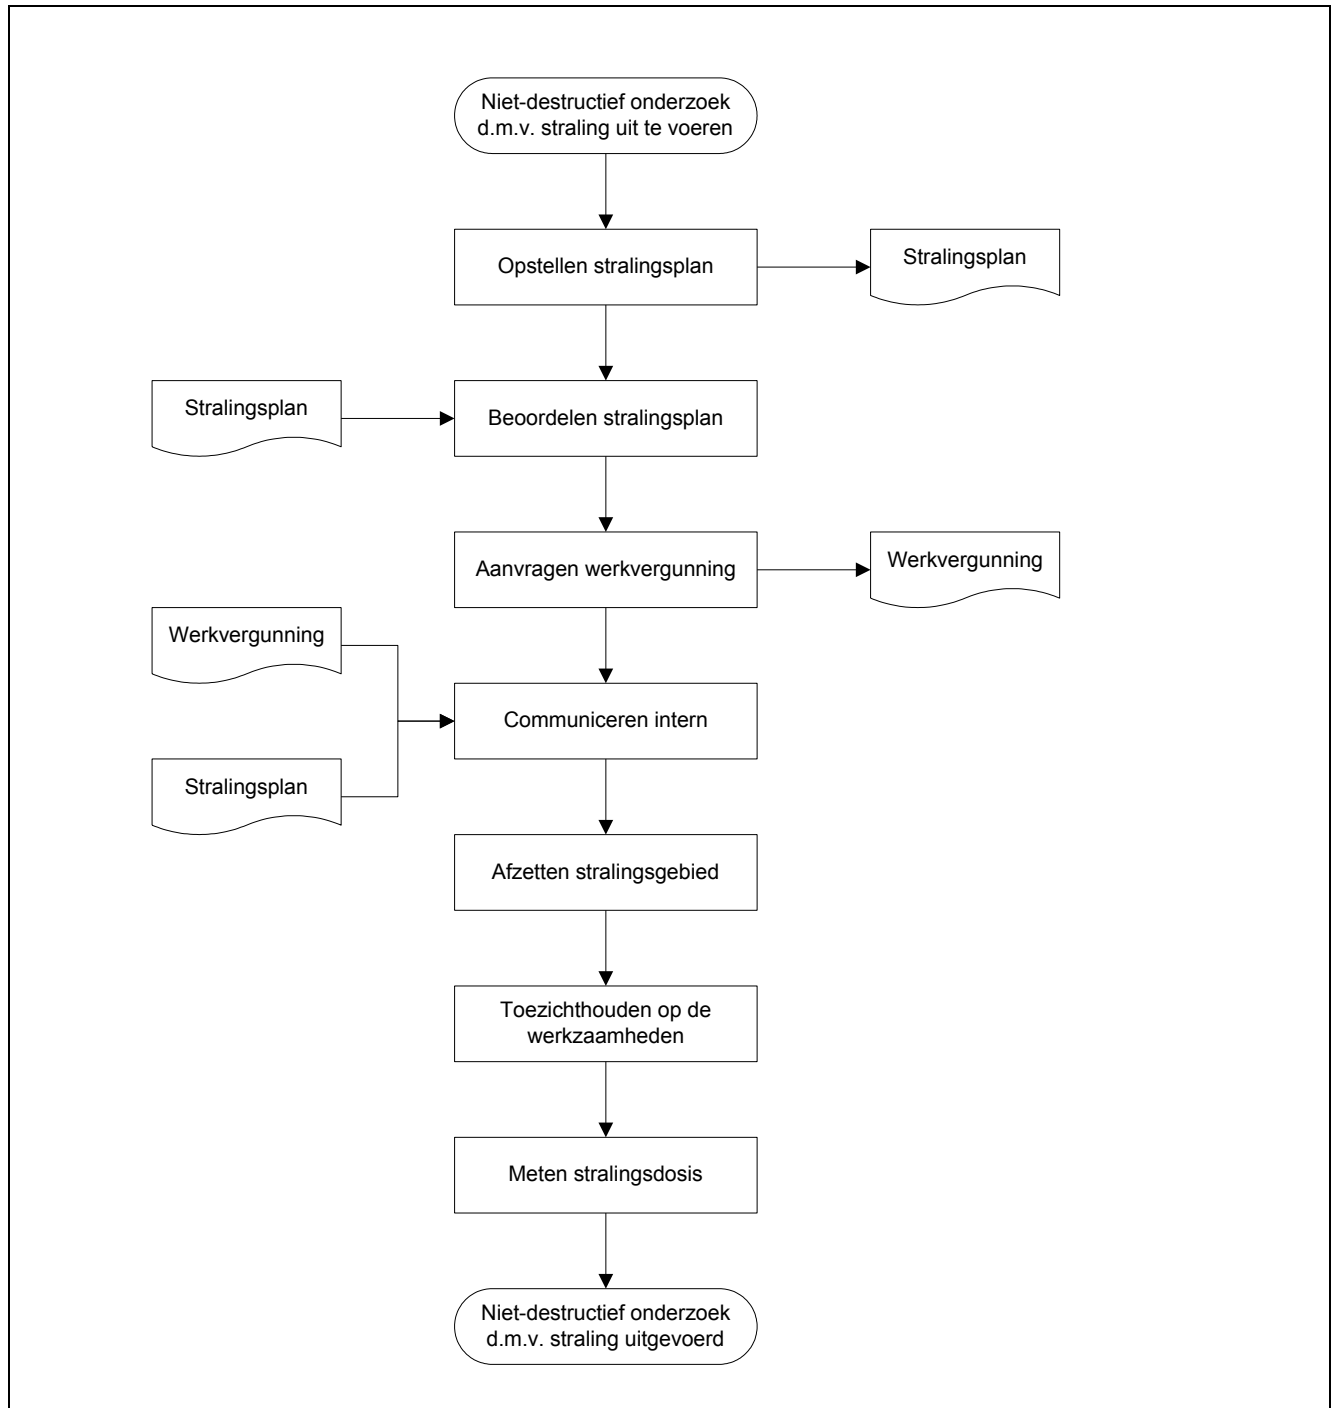 Niet-destructief onderzoek
d.m.v. straling uit te voeren
Opstellen stralingsplan
Stralingsplan
Stralingsplan
Beoordelen stralingsplan
Aanvragen werkvergunning
Werkvergunning
Werkvergunning
Communiceren intern
Stralingsplan
Afzetten stralingsgebied
Toezichthouden op de
werkzaamheden
Meten stralingsdosis
Niet-destructief onderzoek
d.m.v. straling uitgevoerd